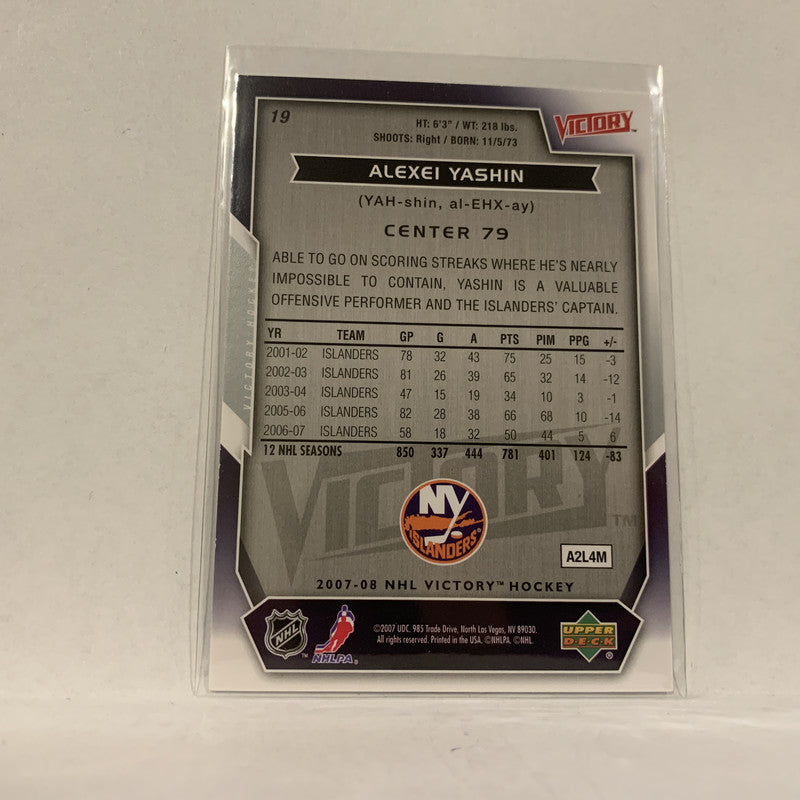 19
HT: 6'3" / WT: 218 lbs.
SHOOTS: Right / BORN: 11/5/73
VICTORY™
ALEXEI YASHIN
(YAH-shin, al-EHX-ay)
CENTER 79
ABLE TO GO ON SCORING STREAKS WHERE HE'S NEARLY
IMPOSSIBLE TO CONTAIN, YASHIN IS A VALUABLE
OFFENSIVE PERFORMER AND THE ISLANDERS' CAPTAIN.
VICTORY HOCKEY
YR TEAM GP G A PTS PIM PPG +/-
2001-02 ISLANDERS 78 32 43 75 25 15 -3
2002-03 ISLANDERS 81 26 39 65 32 14 -12
2003-04 ISLANDERS 47 15 19 34 10 3 -1
2005-06 ISLANDERS 82 28 38 66 68 10 -14
2006-07 ISLANDERS 58 18 32 50 44 5 6
12 NHL SEASONS 850 337 444 781 401 124 -83
VICTORY™
NY
ISLANDERS
A2L4M
2007-08 NHL VICTORY™ HOCKEY
NHL™
NHLPA®
©2007 UDC. 985 Trade Drive, North Las Vegas, NV 89030.
All rights reserved. Printed in the USA. ©NHLPA. ©NHL.
UPPER
DECK®